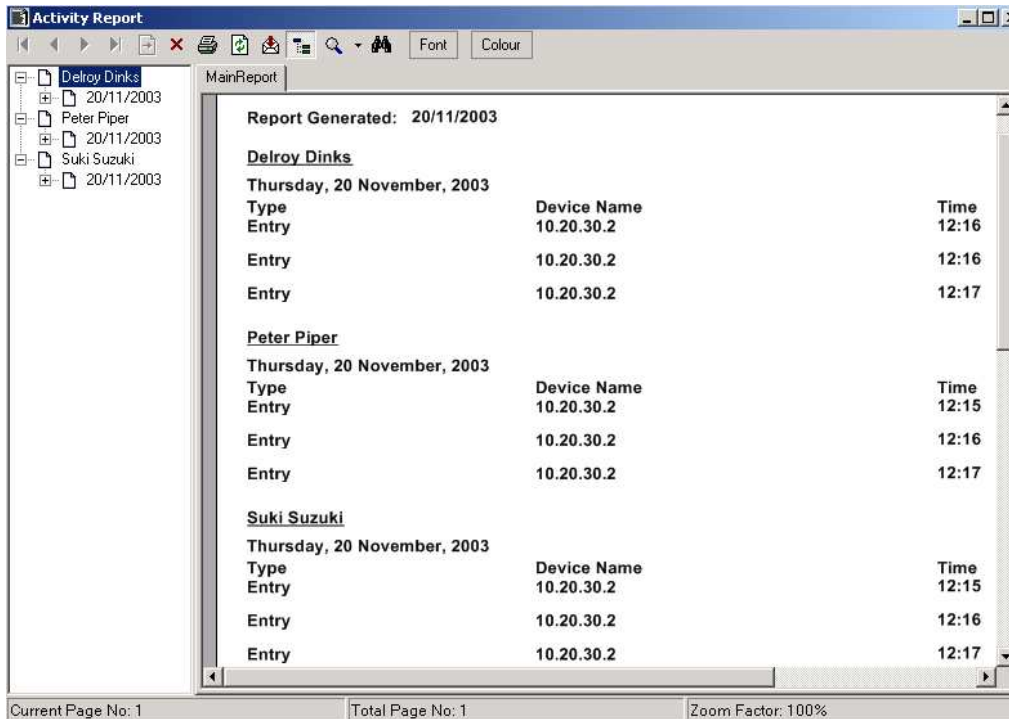 Activity Report
Font Colour
Delroy Dinks
20/11/2003
Peter Piper
20/11/2003
Suki Suzuki
20/11/2003
MainReport
Report Generated: 20/11/2003
Delroy Dinks
Thursday, 20 November, 2003
Type Device Name Time
Entry 10.20.30.2 12:16
Entry 10.20.30.2 12:16
Entry 10.20.30.2 12:17
Peter Piper
Thursday, 20 November, 2003
Type Device Name Time
Entry 10.20.30.2 12:15
Entry 10.20.30.2 12:16
Entry 10.20.30.2 12:17
Suki Suzuki
Thursday, 20 November, 2003
Type Device Name Time
Entry 10.20.30.2 12:15
Entry 10.20.30.2 12:16
Entry 10.20.30.2 12:17
Current Page No: 1 Total Page No: 1 Zoom Factor: 100%